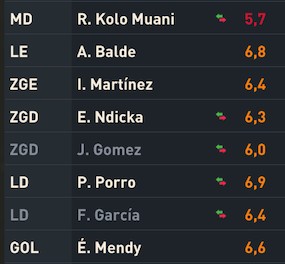 MD R. Kolo Muani 5,7
LE A. Balde 6,8
ZGE I. Martínez 6,4
ZGD E. Ndicka 6,3
ZGD J. Gomez 6,0
LD P. Porro 6,9
LD F. García 6,4
GOL É. Mendy 6,6